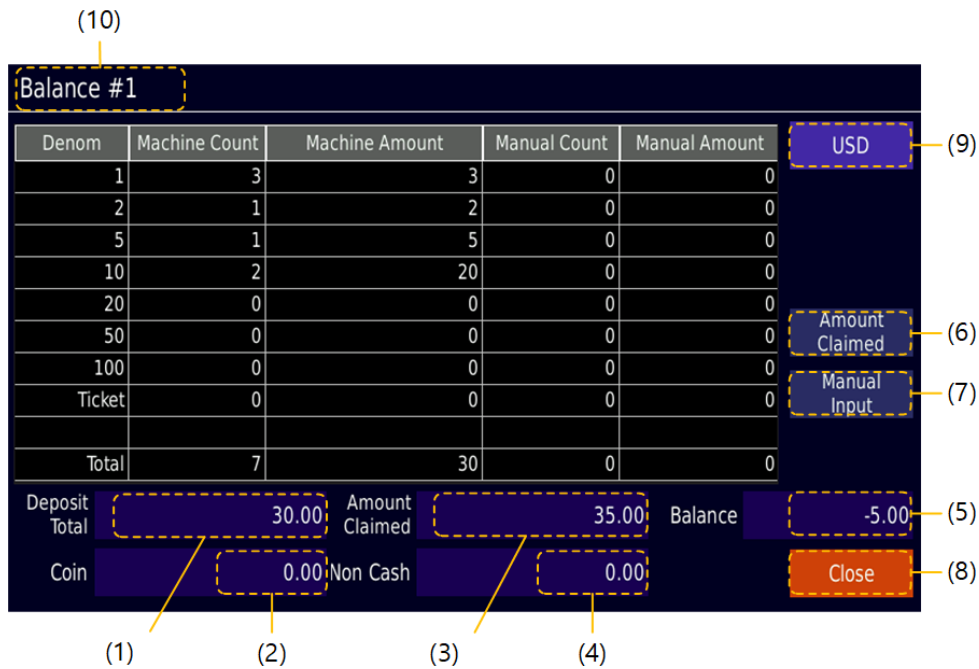 (10)
Balance #1
Denom Machine Count Machine Amount Manual Count Manual Amount
USD (9)
1 3 3 0 0
2 1 2 0 0
5 1 5 0 0
10 2 20 0 0
20 0 0 0 0
50 0 0 0 0
100 0 0 0 0
Ticket 0 0 0 0
Total 7 30 0 0
Amount
Claimed (6)
Manual
Input (7)
Deposit
Total 30.00
Amount
Claimed 35.00
Balance -5.00 (5)
Coin 0.00 Non Cash 0.00 Close (8)
(1) (2) (3) (4)